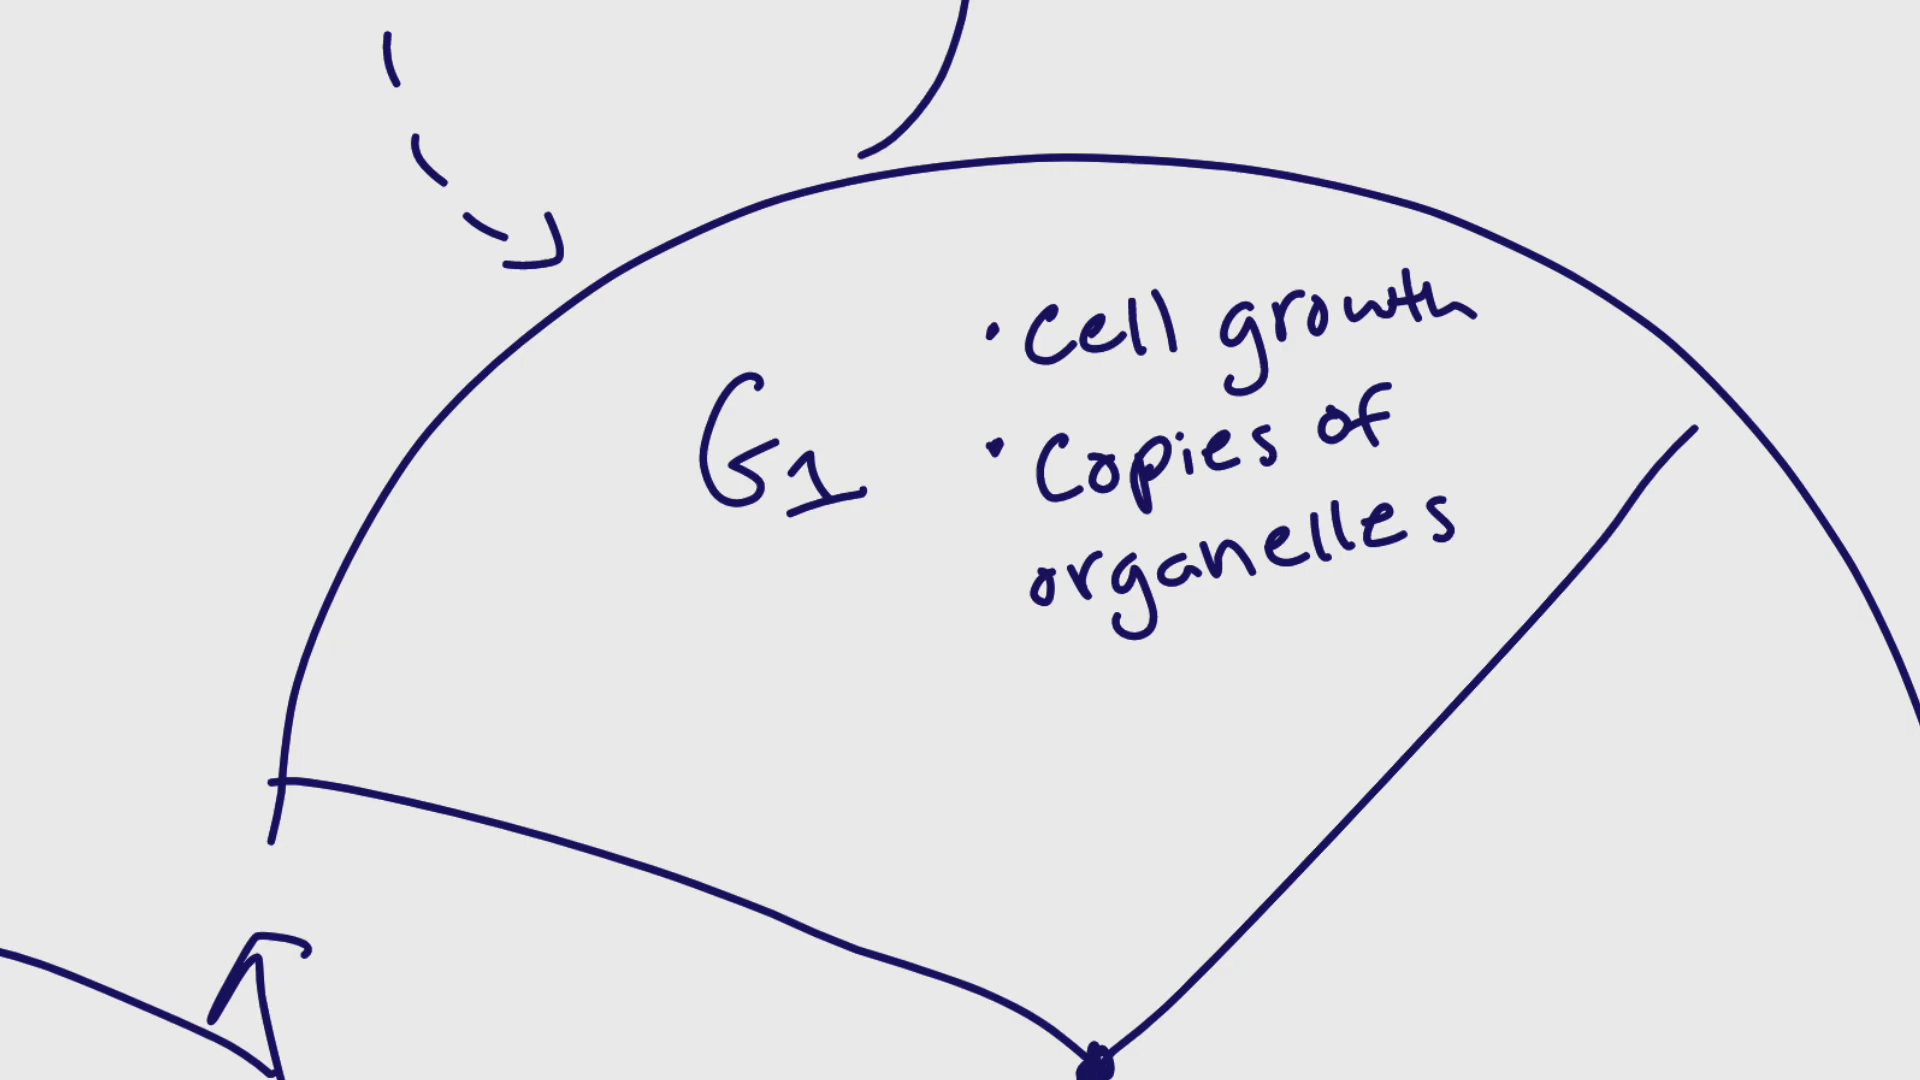 G1
· Cell growth
· Copies of
organelles